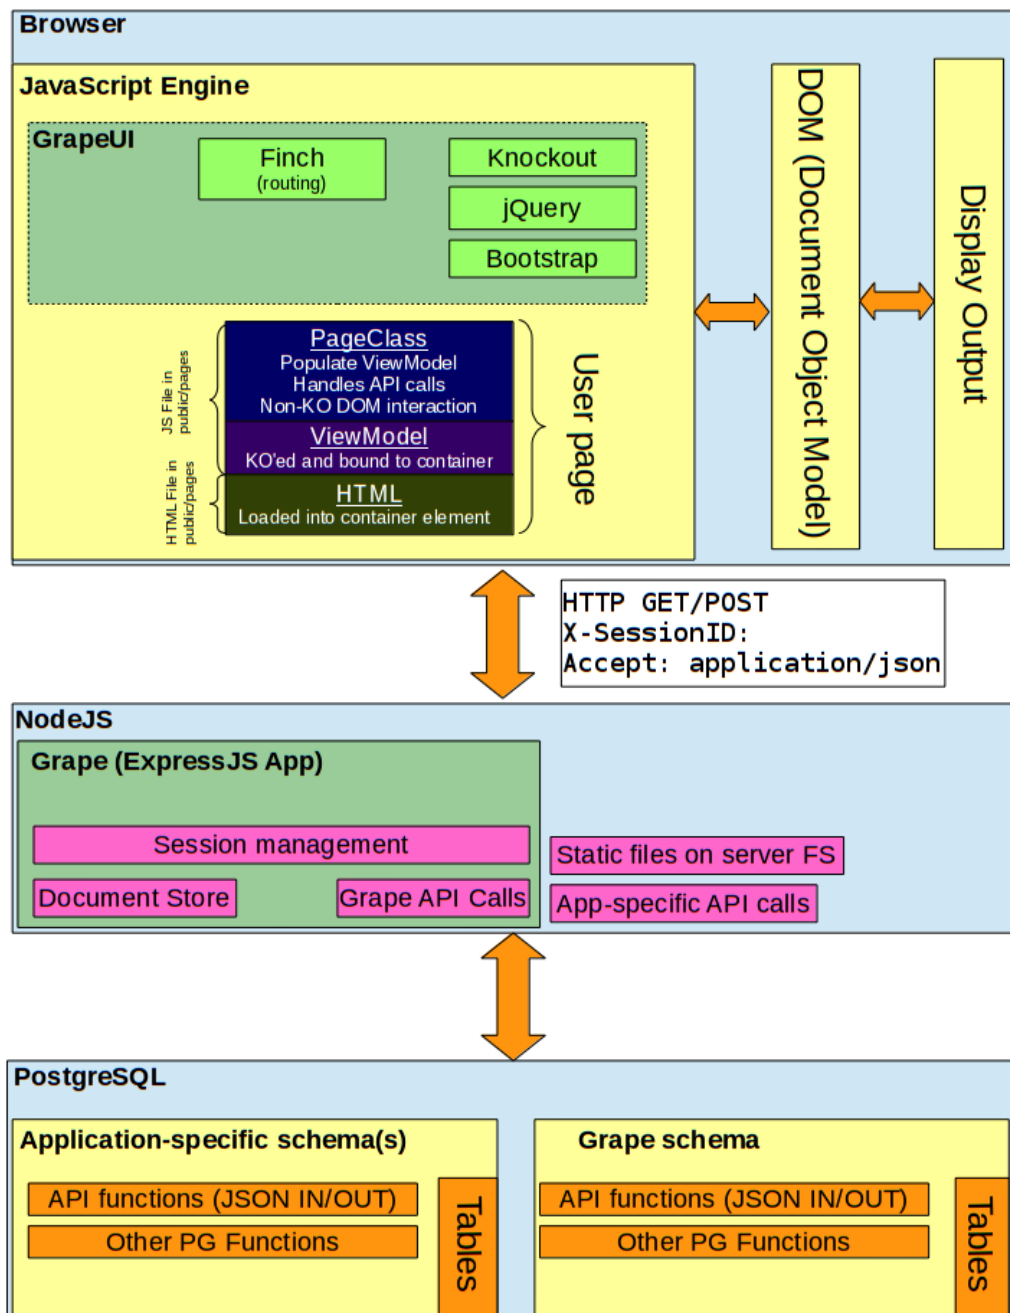 Browser
JavaScript Engine
GrapeUI
Finch
(routing)
Knockout
jQuery
Bootstrap
PageClass
Populate ViewModel
Handles API calls
Non-KO DOM interaction
ViewModel
KO'ed and bound to container
HTML
Loaded into container element
JS File in
public/pages
HTML File in
public/pages
User page
DOM (Document Object Model)
Display Output
HTTP GET/POST
X-SessionID:
Accept: application/json
NodeJS
Grape (ExpressJS App)
Session management
Document Store
Grape API Calls
Static files on server FS
App-specific API calls
PostgreSQL
Application-specific schema(s)
API functions (JSON IN/OUT)
Other PG Functions
Tables
Grape schema
API functions (JSON IN/OUT)
Other PG Functions
Tables